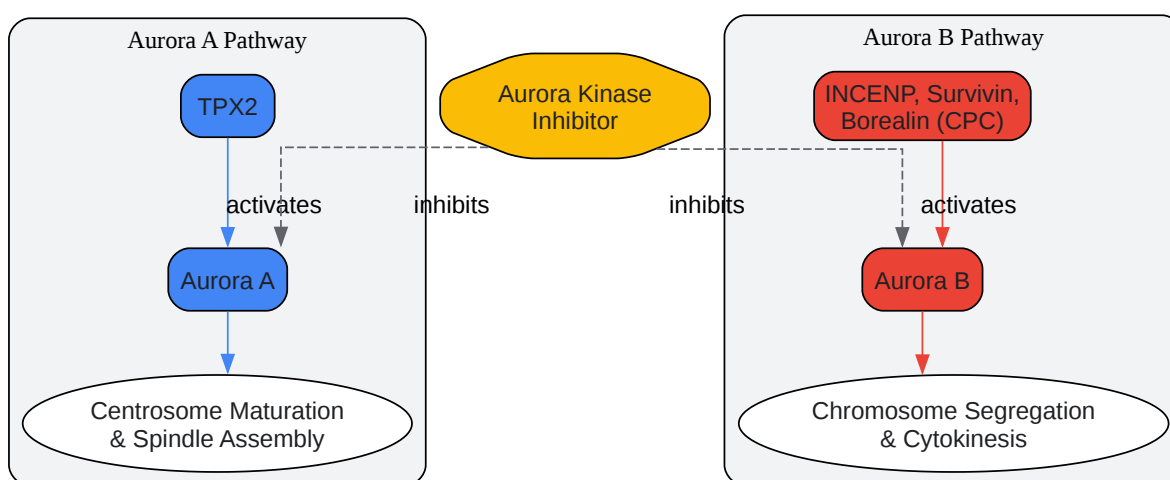 Aurora A Pathway
TPX2
activates
Aurora A
Centrosome Maturation
& Spindle Assembly
Aurora Kinase
Inhibitor
inhibits
inhibits
Aurora B Pathway
INCENP, Survivin,
Borealin (CPC)
activates
Aurora B
Chromosome Segregation
& Cytokinesis